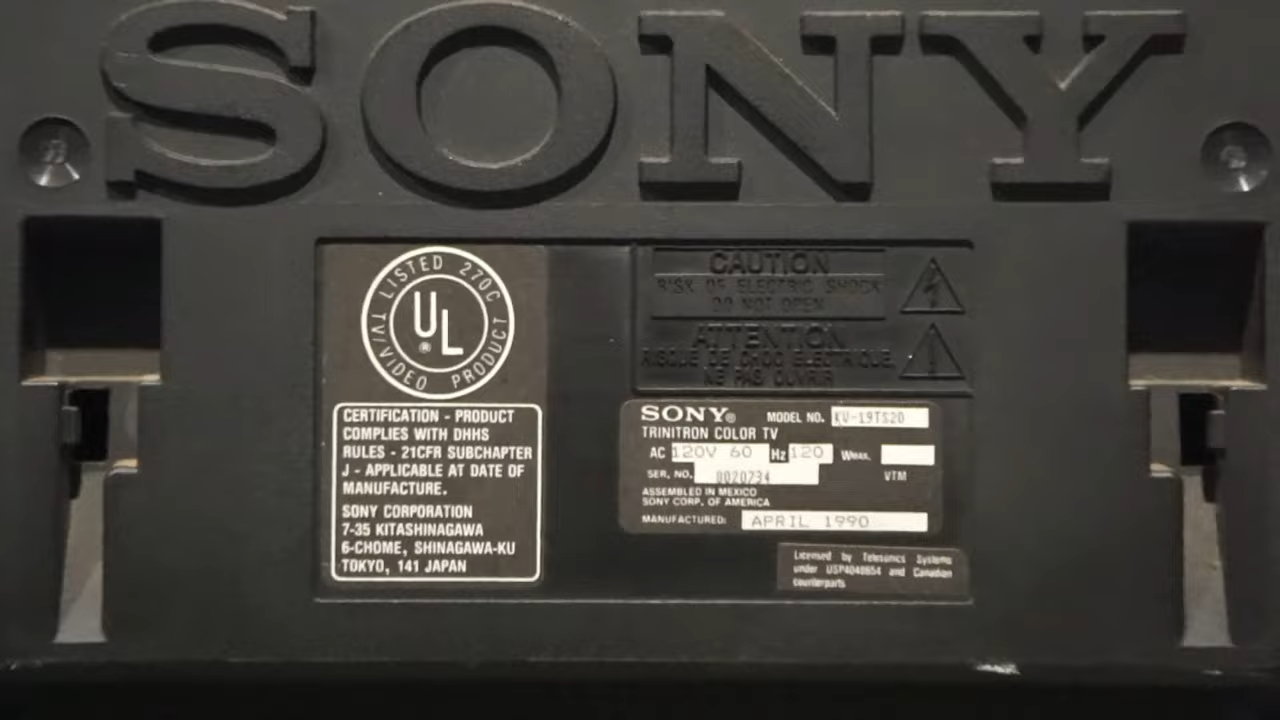 SONY
LISTED 270C
UL®
TV/VIDEO PRODUCT
CAUTION
RISK OF ELECTRIC SHOCK
DO NOT OPEN
ATTENTION
RISQUE DE CHOC ELECTRIQUE,
NE PAS OUVRIR
CERTIFICATION - PRODUCT
COMPLIES WITH DHHS
RULES - 21CFR SUBCHAPTER
J - APPLICABLE AT DATE OF
MANUFACTURE.
SONY CORPORATION
7-35 KITASHINAGAWA
6-CHOME, SHINAGAWA-KU
TOKYO, 141 JAPAN
SONY® MODEL NO. KV-19TS20
TRINITRON COLOR TV
AC 120V 60 Hz 120 Wmax.
SER. NO. 8020734 VTM
ASSEMBLED IN MEXICO
SONY CORP. OF AMERICA
MANUFACTURED: APRIL 1990
Licensed by Telesonics Systems
under USP4048654 and Canadian
counterparts